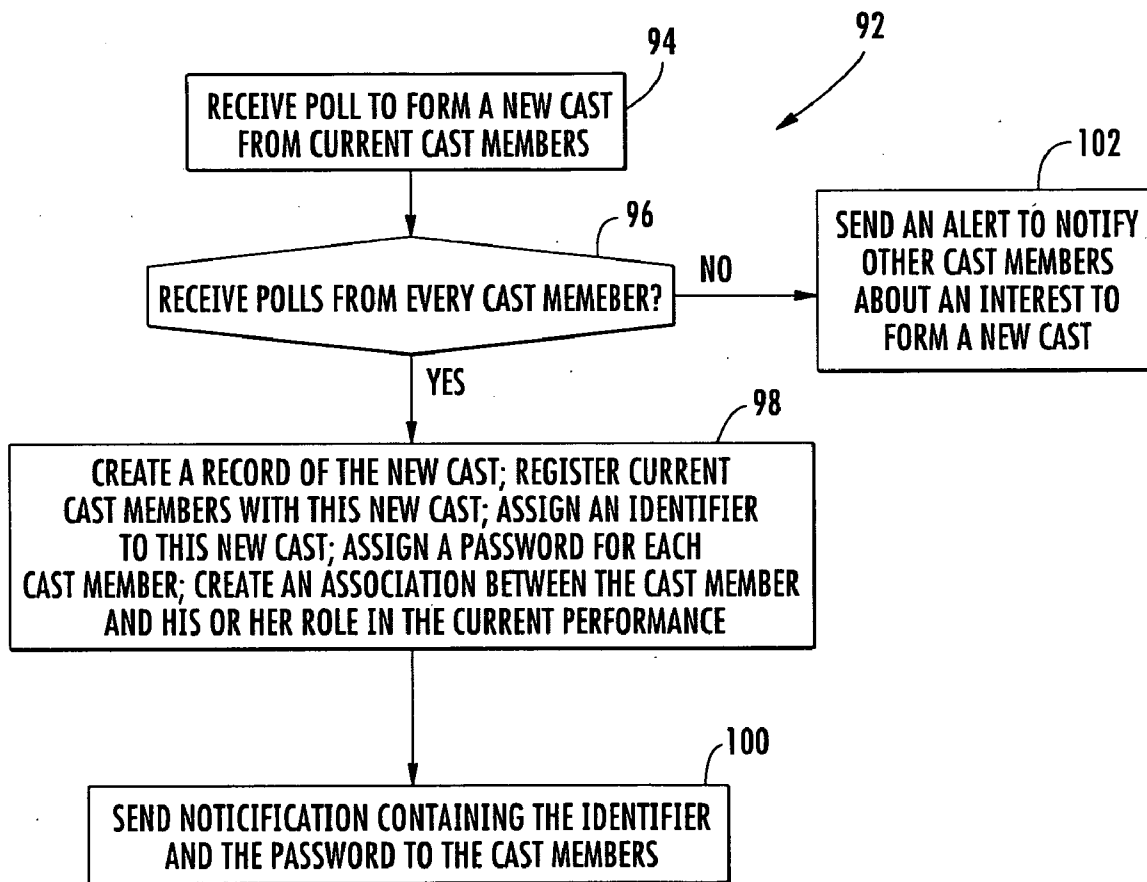 92
94
RECEIVE POLL TO FORM A NEW CAST
FROM CURRENT CAST MEMBERS
96
RECEIVE POLLS FROM EVERY CAST MEMEBER?
NO
102
SEND AN ALERT TO NOTIFY
OTHER CAST MEMBERS
ABOUT AN INTEREST TO
FORM A NEW CAST
YES
98
CREATE A RECORD OF THE NEW CAST; REGISTER CURRENT
CAST MEMBERS WITH THIS NEW CAST; ASSIGN AN IDENTIFIER
TO THIS NEW CAST; ASSIGN A PASSWORD FOR EACH
CAST MEMBER; CREATE AN ASSOCIATION BETWEEN THE CAST MEMBER
AND HIS OR HER ROLE IN THE CURRENT PERFORMANCE
100
SEND NOTICIFICATION CONTAINING THE IDENTIFIER
AND THE PASSWORD TO THE CAST MEMBERS